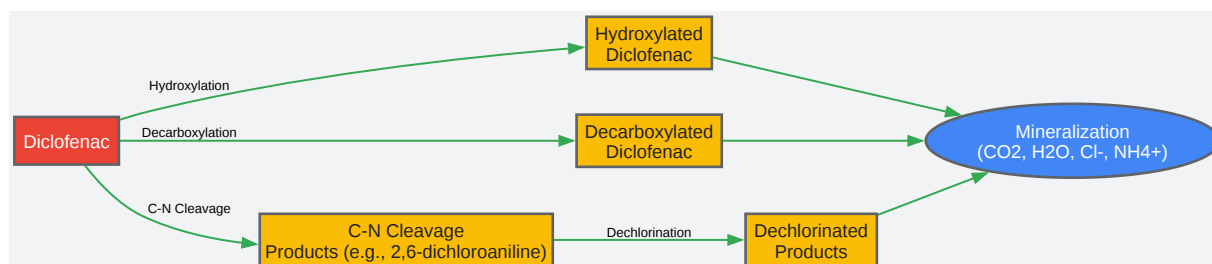 Hydroxylated
Diclofenac
Hydroxylation
Diclofenac
Decarboxylation
Decarboxylated
Diclofenac
Mineralization
(CO2, H2O, Cl-, NH4+)
C-N Cleavage
C-N Cleavage
Products (e.g., 2,6-dichloroaniline)
Dechlorination
Dechlorinated
Products